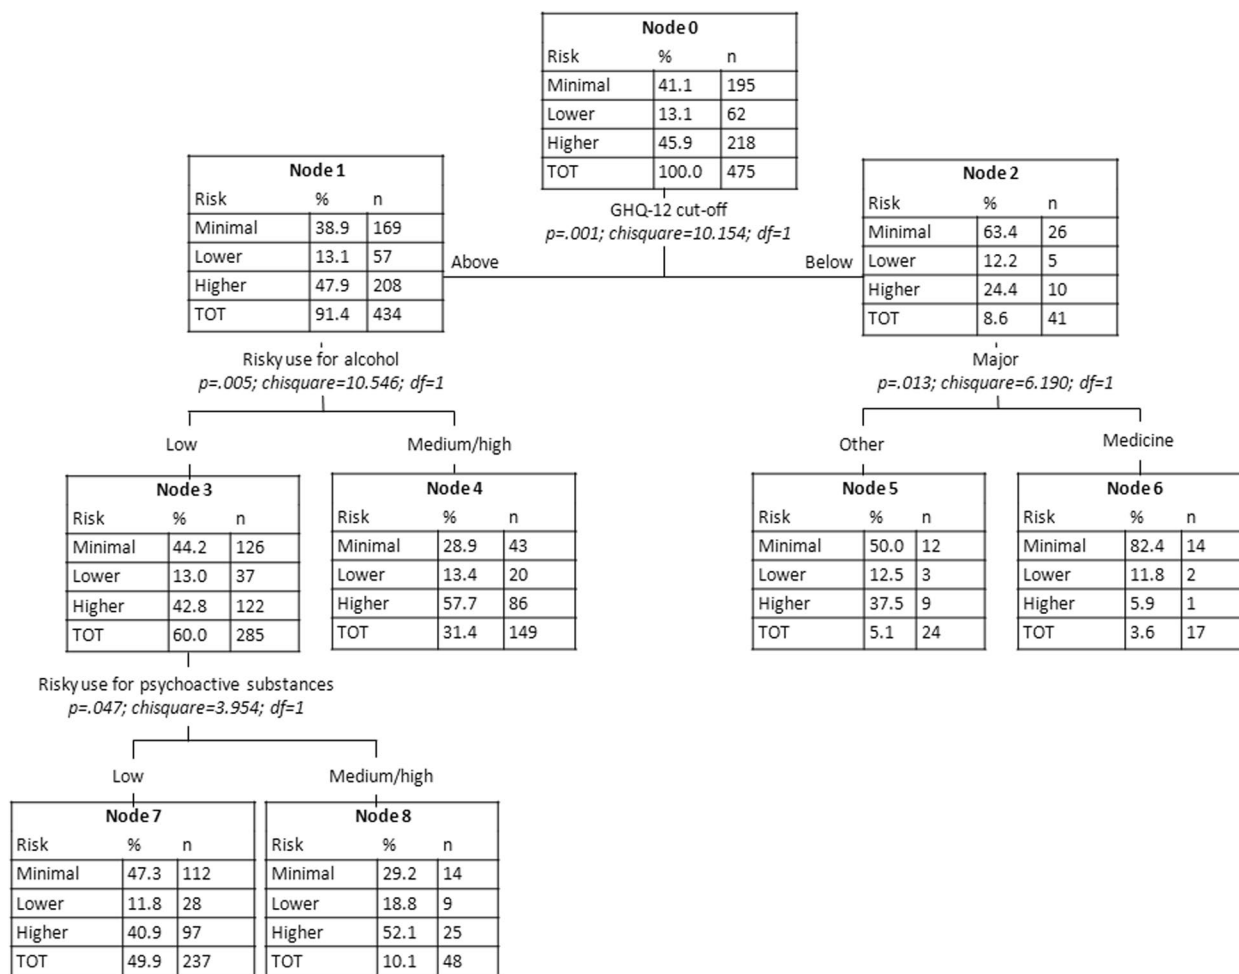 Node 0
Risk % n
Minimal 41.1 195
Lower 13.1 62
Higher 45.9 218
TOT 100.0 475
GHQ-12 cut-off
p=.001; chisquare=10.154; df=1
Above
Below
Node 1
Risk % n
Minimal 38.9 169
Lower 13.1 57
Higher 47.9 208
TOT 91.4 434
Risky use for alcohol
p=.005; chisquare=10.546; df=1
Low
Medium/high
Node 2
Risk % n
Minimal 63.4 26
Lower 12.2 5
Higher 24.4 10
TOT 8.6 41
Major
p=.013; chisquare=6.190; df=1
Other
Medicine
Node 3
Risk % n
Minimal 44.2 126
Lower 13.0 37
Higher 42.8 122
TOT 60.0 285
Node 4
Risk % n
Minimal 28.9 43
Lower 13.4 20
Higher 57.7 86
TOT 31.4 149
Node 5
Risk % n
Minimal 50.0 12
Lower 12.5 3
Higher 37.5 9
TOT 5.1 24
Node 6
Risk % n
Minimal 82.4 14
Lower 11.8 2
Higher 5.9 1
TOT 3.6 17
Risky use for psychoactive substances
p=.047; chisquare=3.954; df=1
Low
Medium/high
Node 7
Risk % n
Minimal 47.3 112
Lower 11.8 28
Higher 40.9 97
TOT 49.9 237
Node 8
Risk % n
Minimal 29.2 14
Lower 18.8 9
Higher 52.1 25
TOT 10.1 48